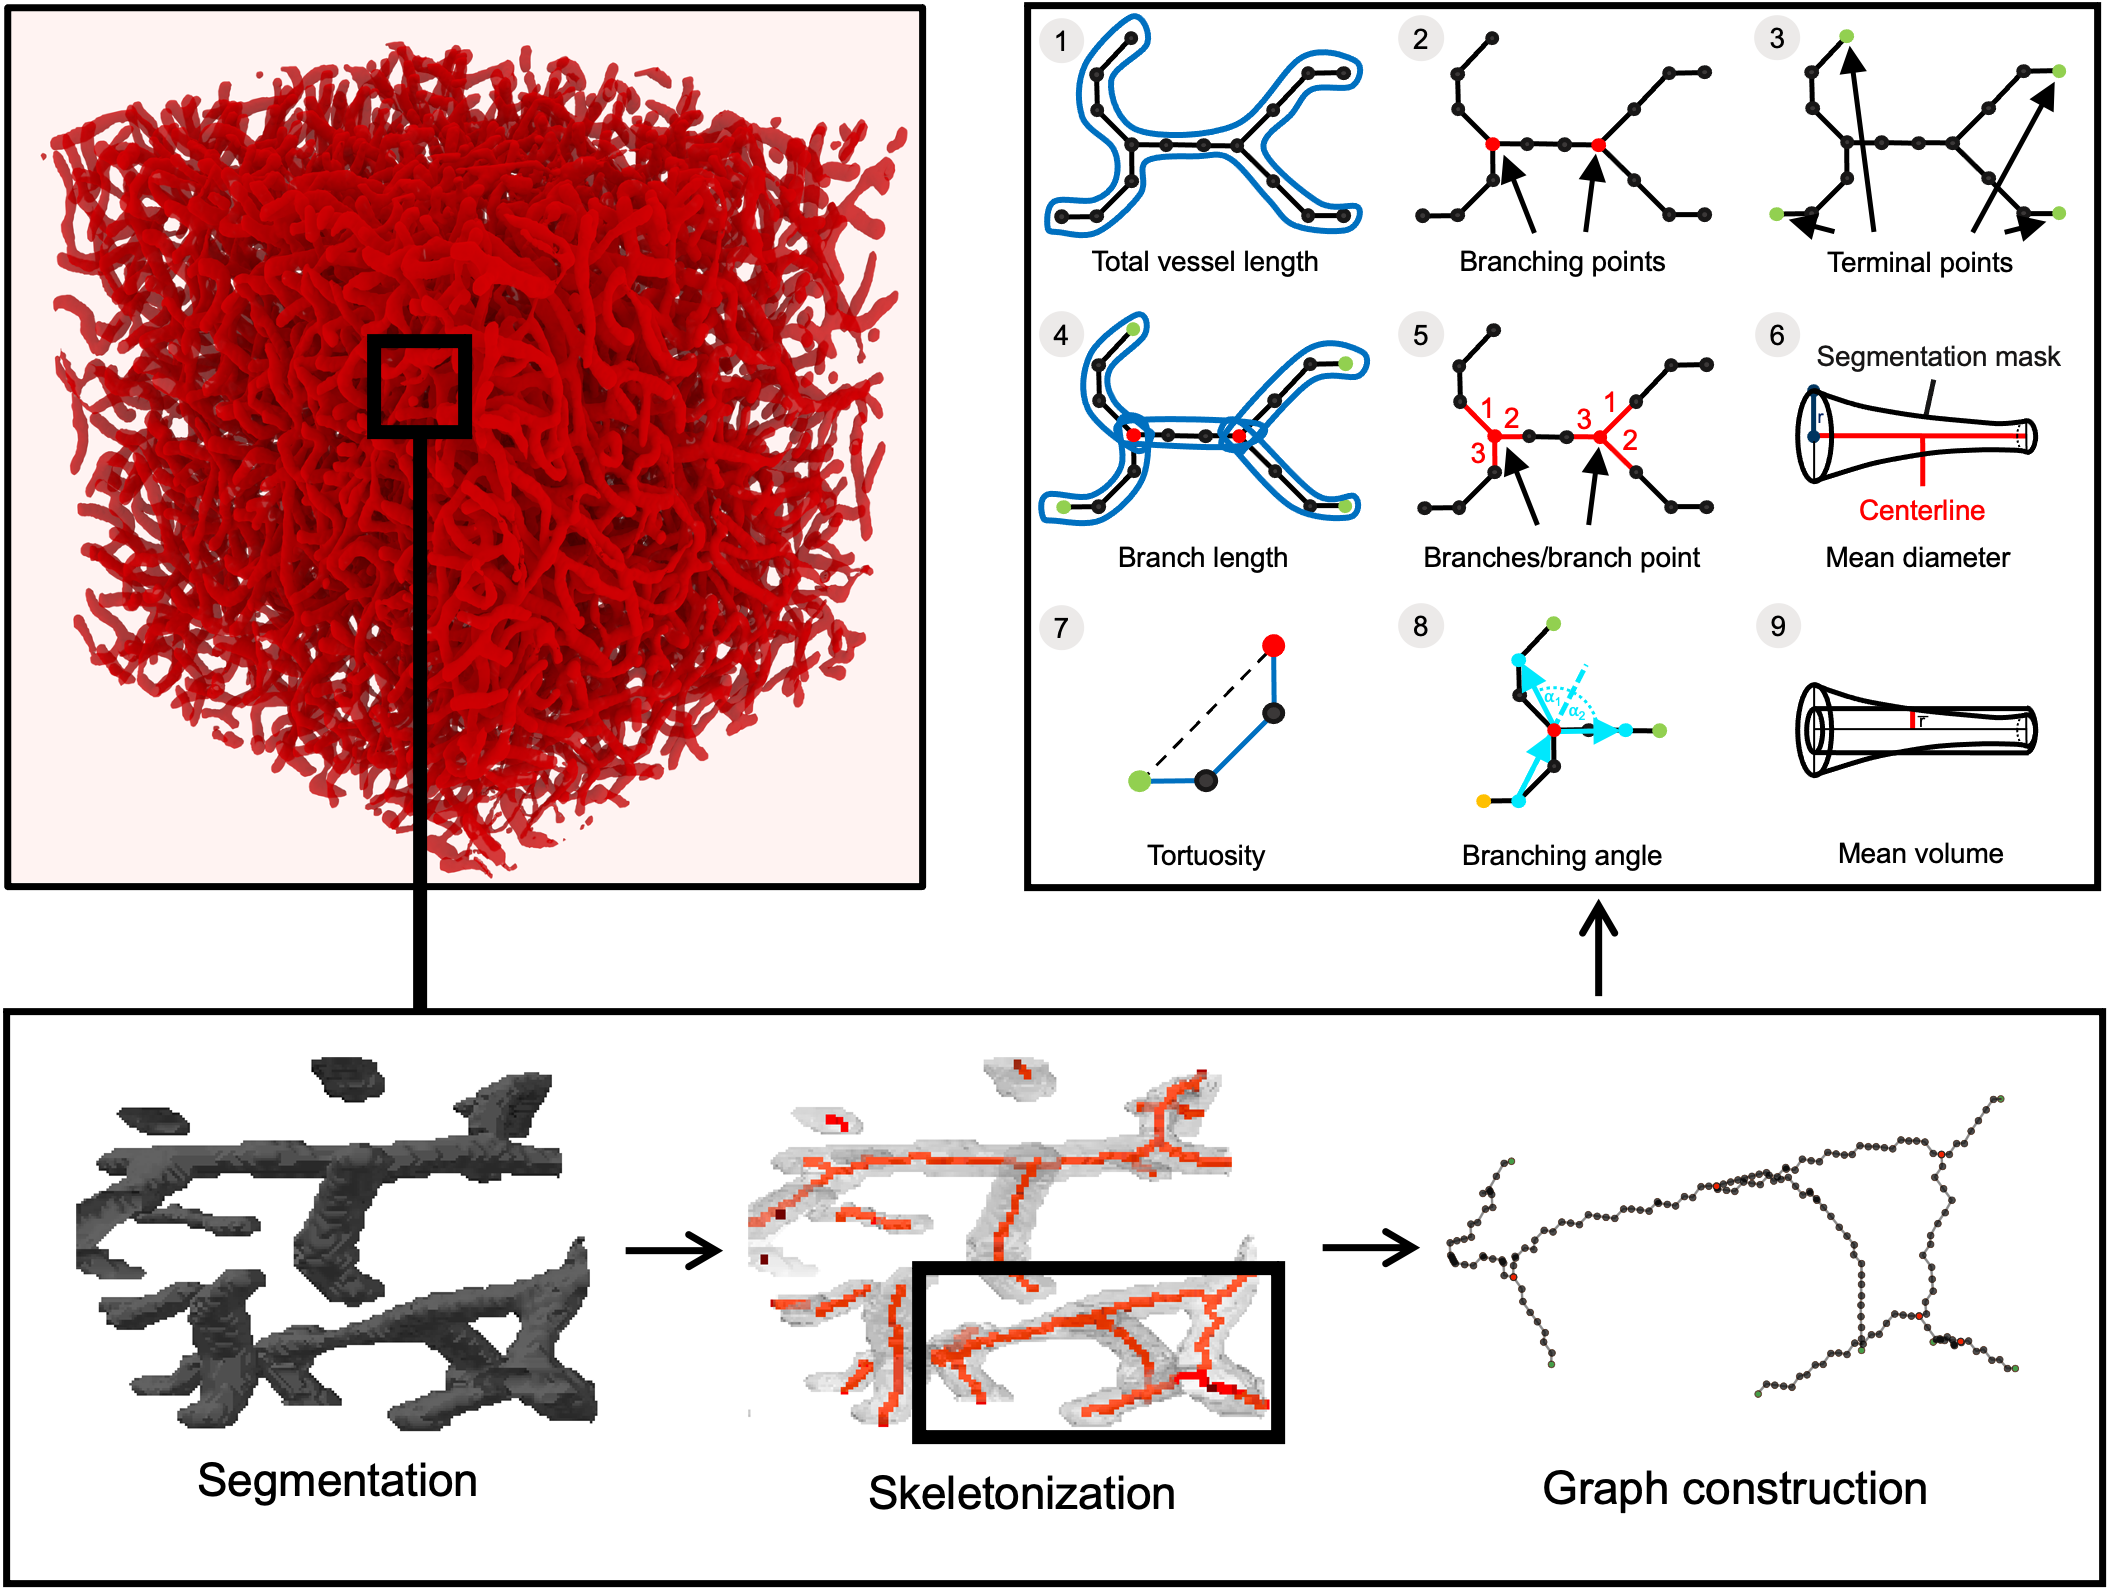 1
2
3
Total vessel length
Branching points
Terminal points
4
5
6
1 2 3
3 1 2
Segmentation mask
r
Centerline
Branch length
Branches/branch point
Mean diameter
7
8
9
α1
α2
r̅
Tortuosity
Branching angle
Mean volume
Segmentation
Skeletonization
Graph construction